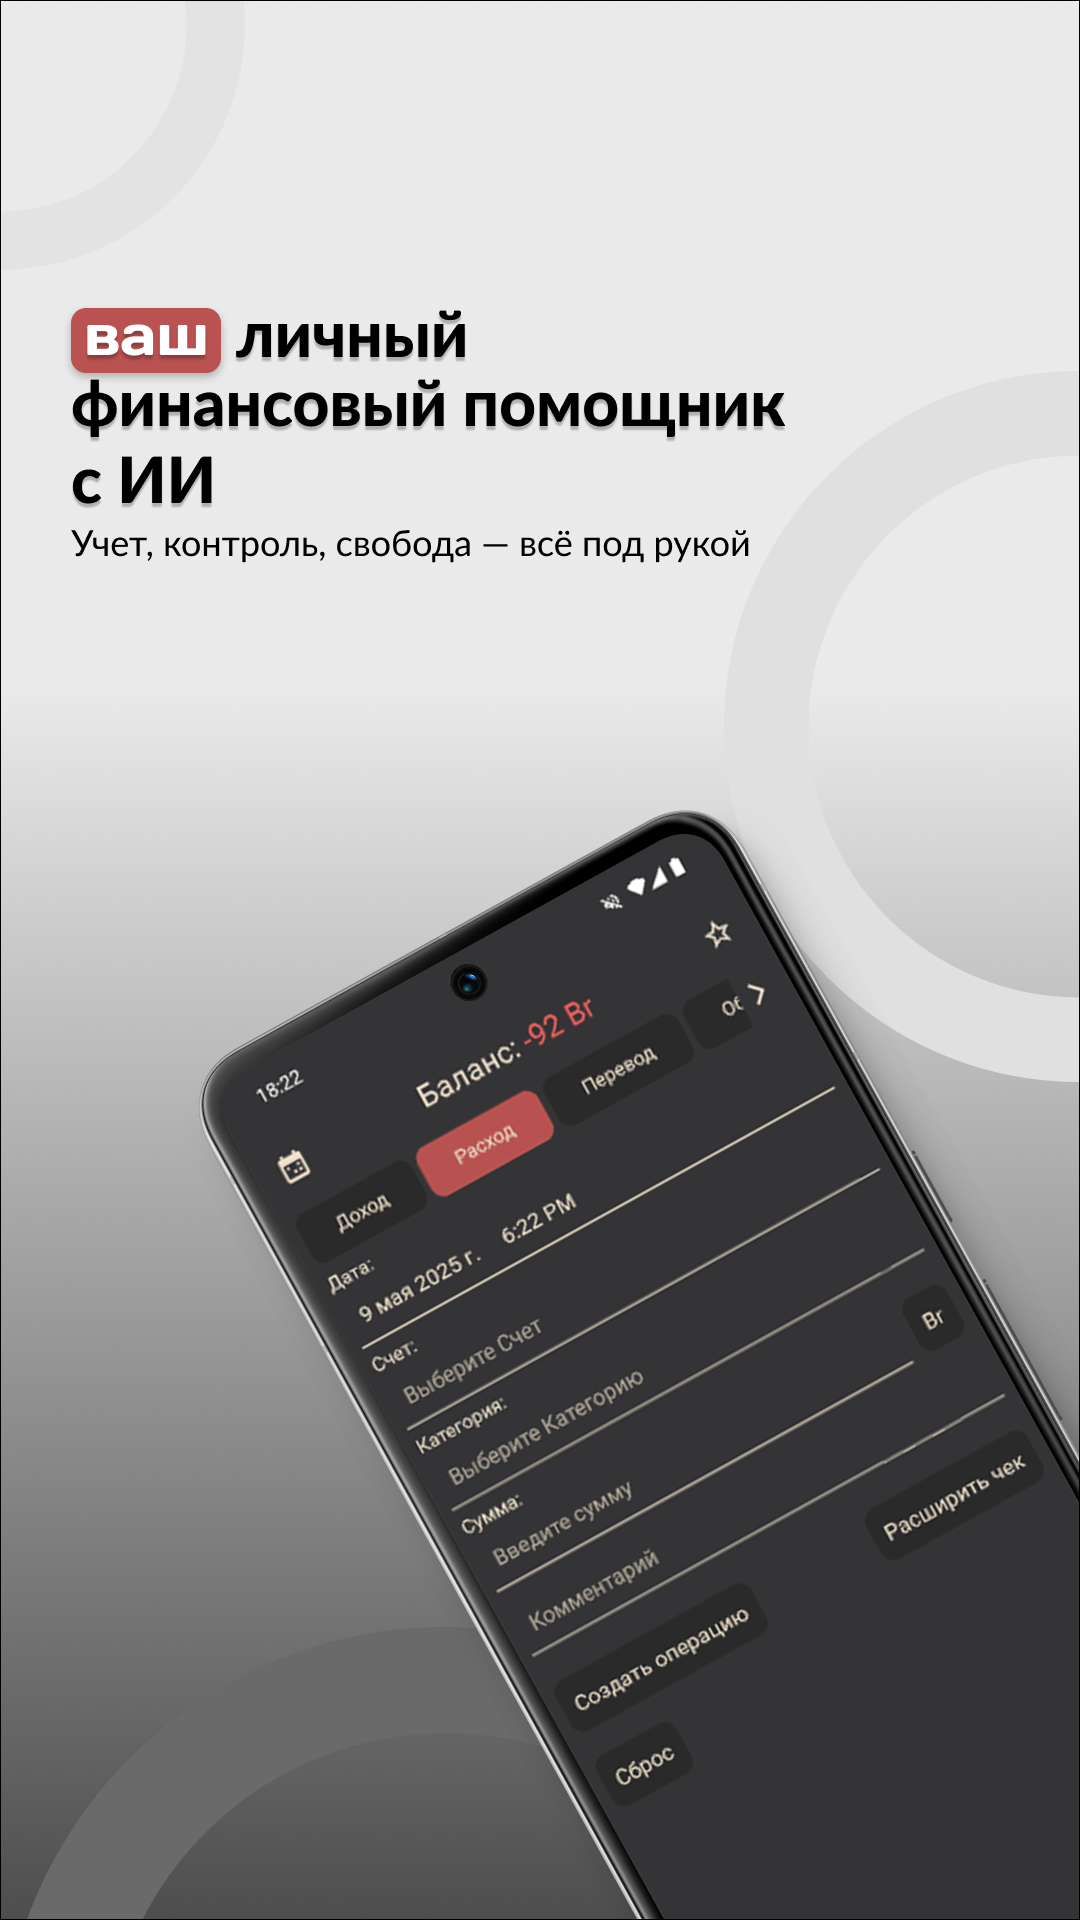 ваш личный
финансовый помощник
с ИИ
Учет, контроль, свобода — всё под рукой
18:22
Баланс: -92 Br
Доход
Расход
Перевод
Дата:
9 мая 2025 г. 6:22 PM
Счет:
Выберите Счет
Категория:
Выберите Категорию
Сумма:
Введите сумму
Br
Комментарий
Расширить чек
Создать операцию
Сброс